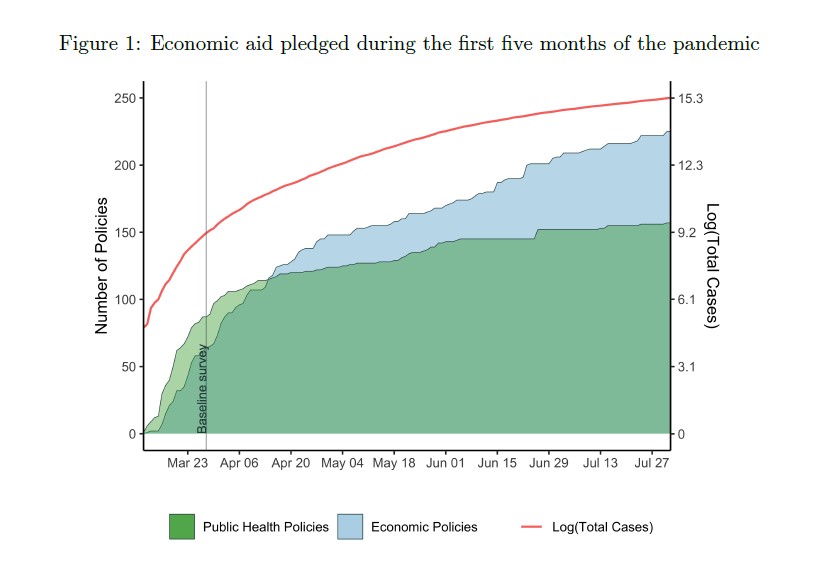 Figure 1: Economic aid pledged during the first five months of the pandemic
250
200
150
100
50
0
Number of Policies
15.3
12.3
9.2
6.1
3.1
0
Log(Total Cases)
Baseline survey
Mar 23 Apr 06 Apr 20 May 04 May 18 Jun 01 Jun 15 Jun 29 Jul 13 Jul 27
Public Health Policies Economic Policies Log(Total Cases)